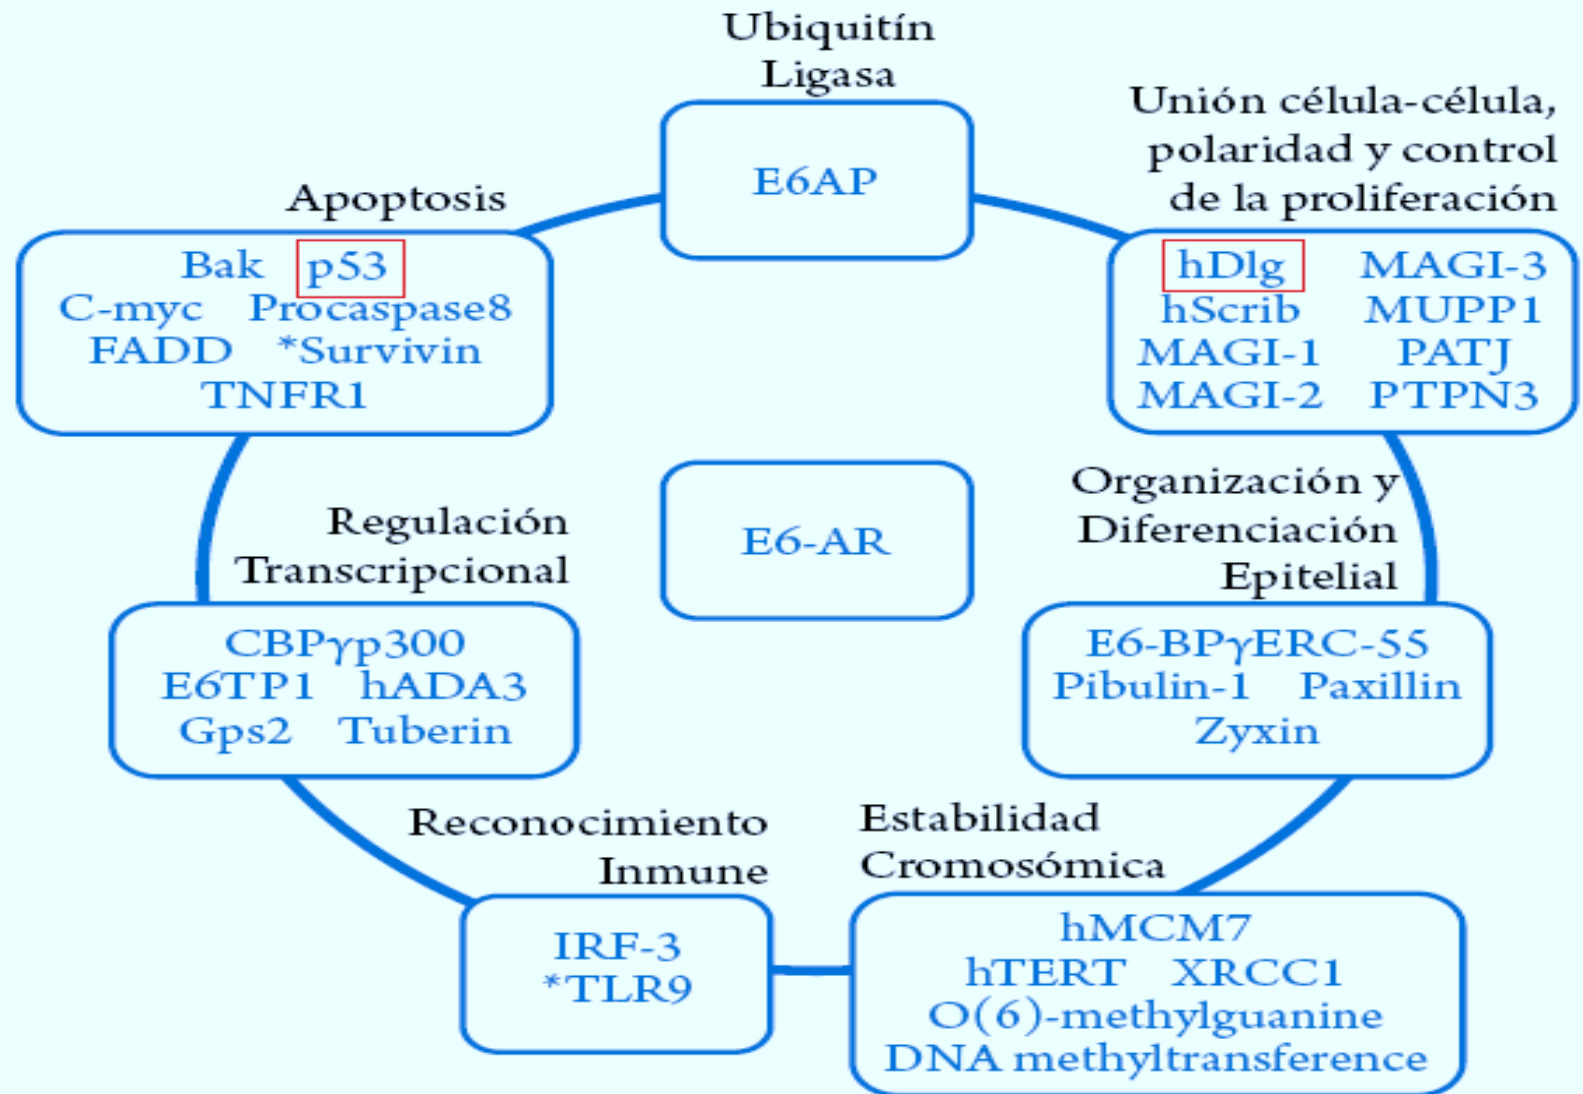 Ubiquitín
Ligasa
E6AP
Unión célula-célula,
polaridad y control
de la proliferación
hDlg MAGI-3
hScrib MUPP1
MAGI-1 PATJ
MAGI-2 PTPN3
Apoptosis
Bak p53
C-myc Procaspase8
FADD *Survivin
TNFR1
E6-AR
Organización y
Diferenciación
Epitelial
E6-BPγERC-55
Pibulin-1 Paxillin
Zyxin
Regulación
Transcripcional
CBPγp300
E6TP1 hADA3
Gps2 Tuberin
Reconocimiento
Inmune
IRF-3
*TLR9
Estabilidad
Cromosómica
hMCM7
hTERT XRCC1
O(6)-methylguanine
DNA methyltransference